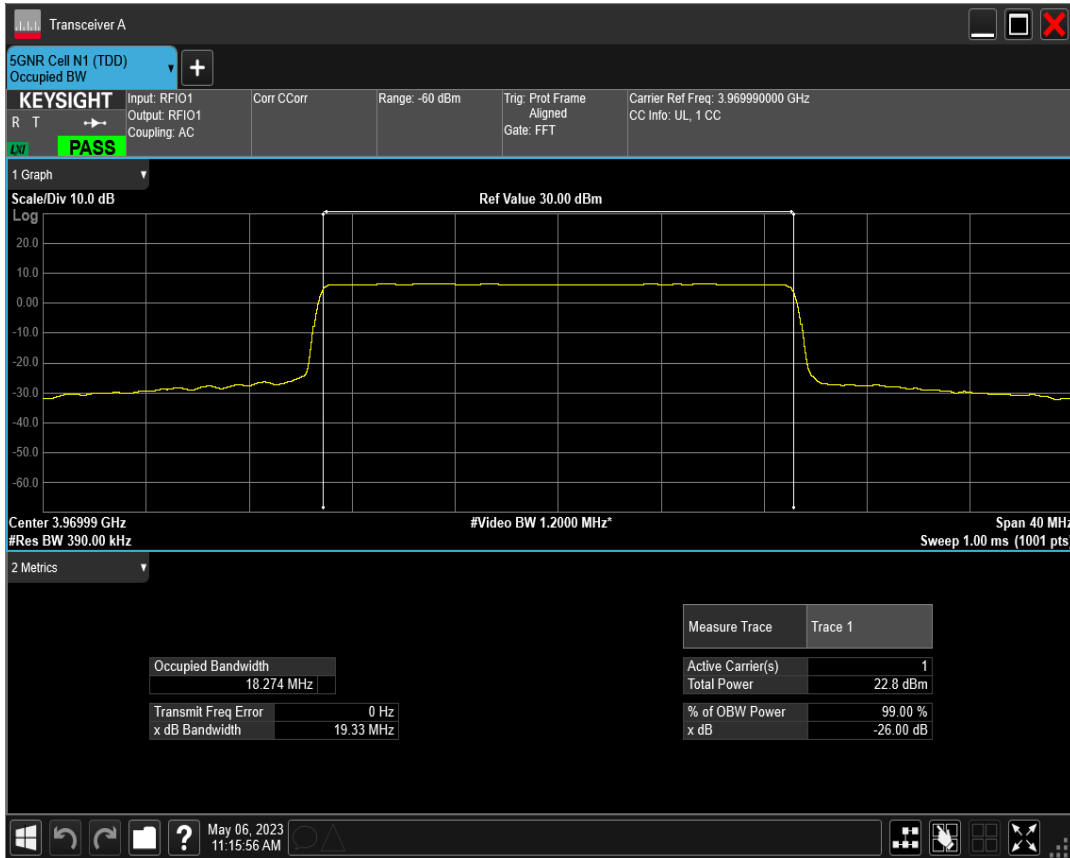 Transceiver A
5GNR Cell N1 (TDD)
Occupied BW
+
KEYSIGHT
R T
LXI
PASS
Input: RFIO1
Output: RFIO1
Coupling: AC
Corr CCorr
Range: -60 dBm
Trig: Prot Frame
Aligned
Gate: FFT
Carrier Ref Freq: 3.969990000 GHz
CC Info: UL, 1 CC
1 Graph
Scale/Div 10.0 dB
Ref Value 30.00 dBm
Log
20.0
10.0
0.00
-10.0
-20.0
-30.0
-40.0
-50.0
-60.0
Center 3.96999 GHz
#Video BW 1.2000 MHz*
Span 40 MHz
#Res BW 390.00 kHz
Sweep 1.00 ms (1001 pts)
2 Metrics
Measure Trace Trace 1
Occupied Bandwidth
18.274 MHz
Active Carrier(s) 1
Total Power 22.8 dBm
Transmit Freq Error 0 Hz
x dB Bandwidth 19.33 MHz
% of OBW Power 99.00 %
x dB -26.00 dB
?
May 06, 2023
11:15:56 AM